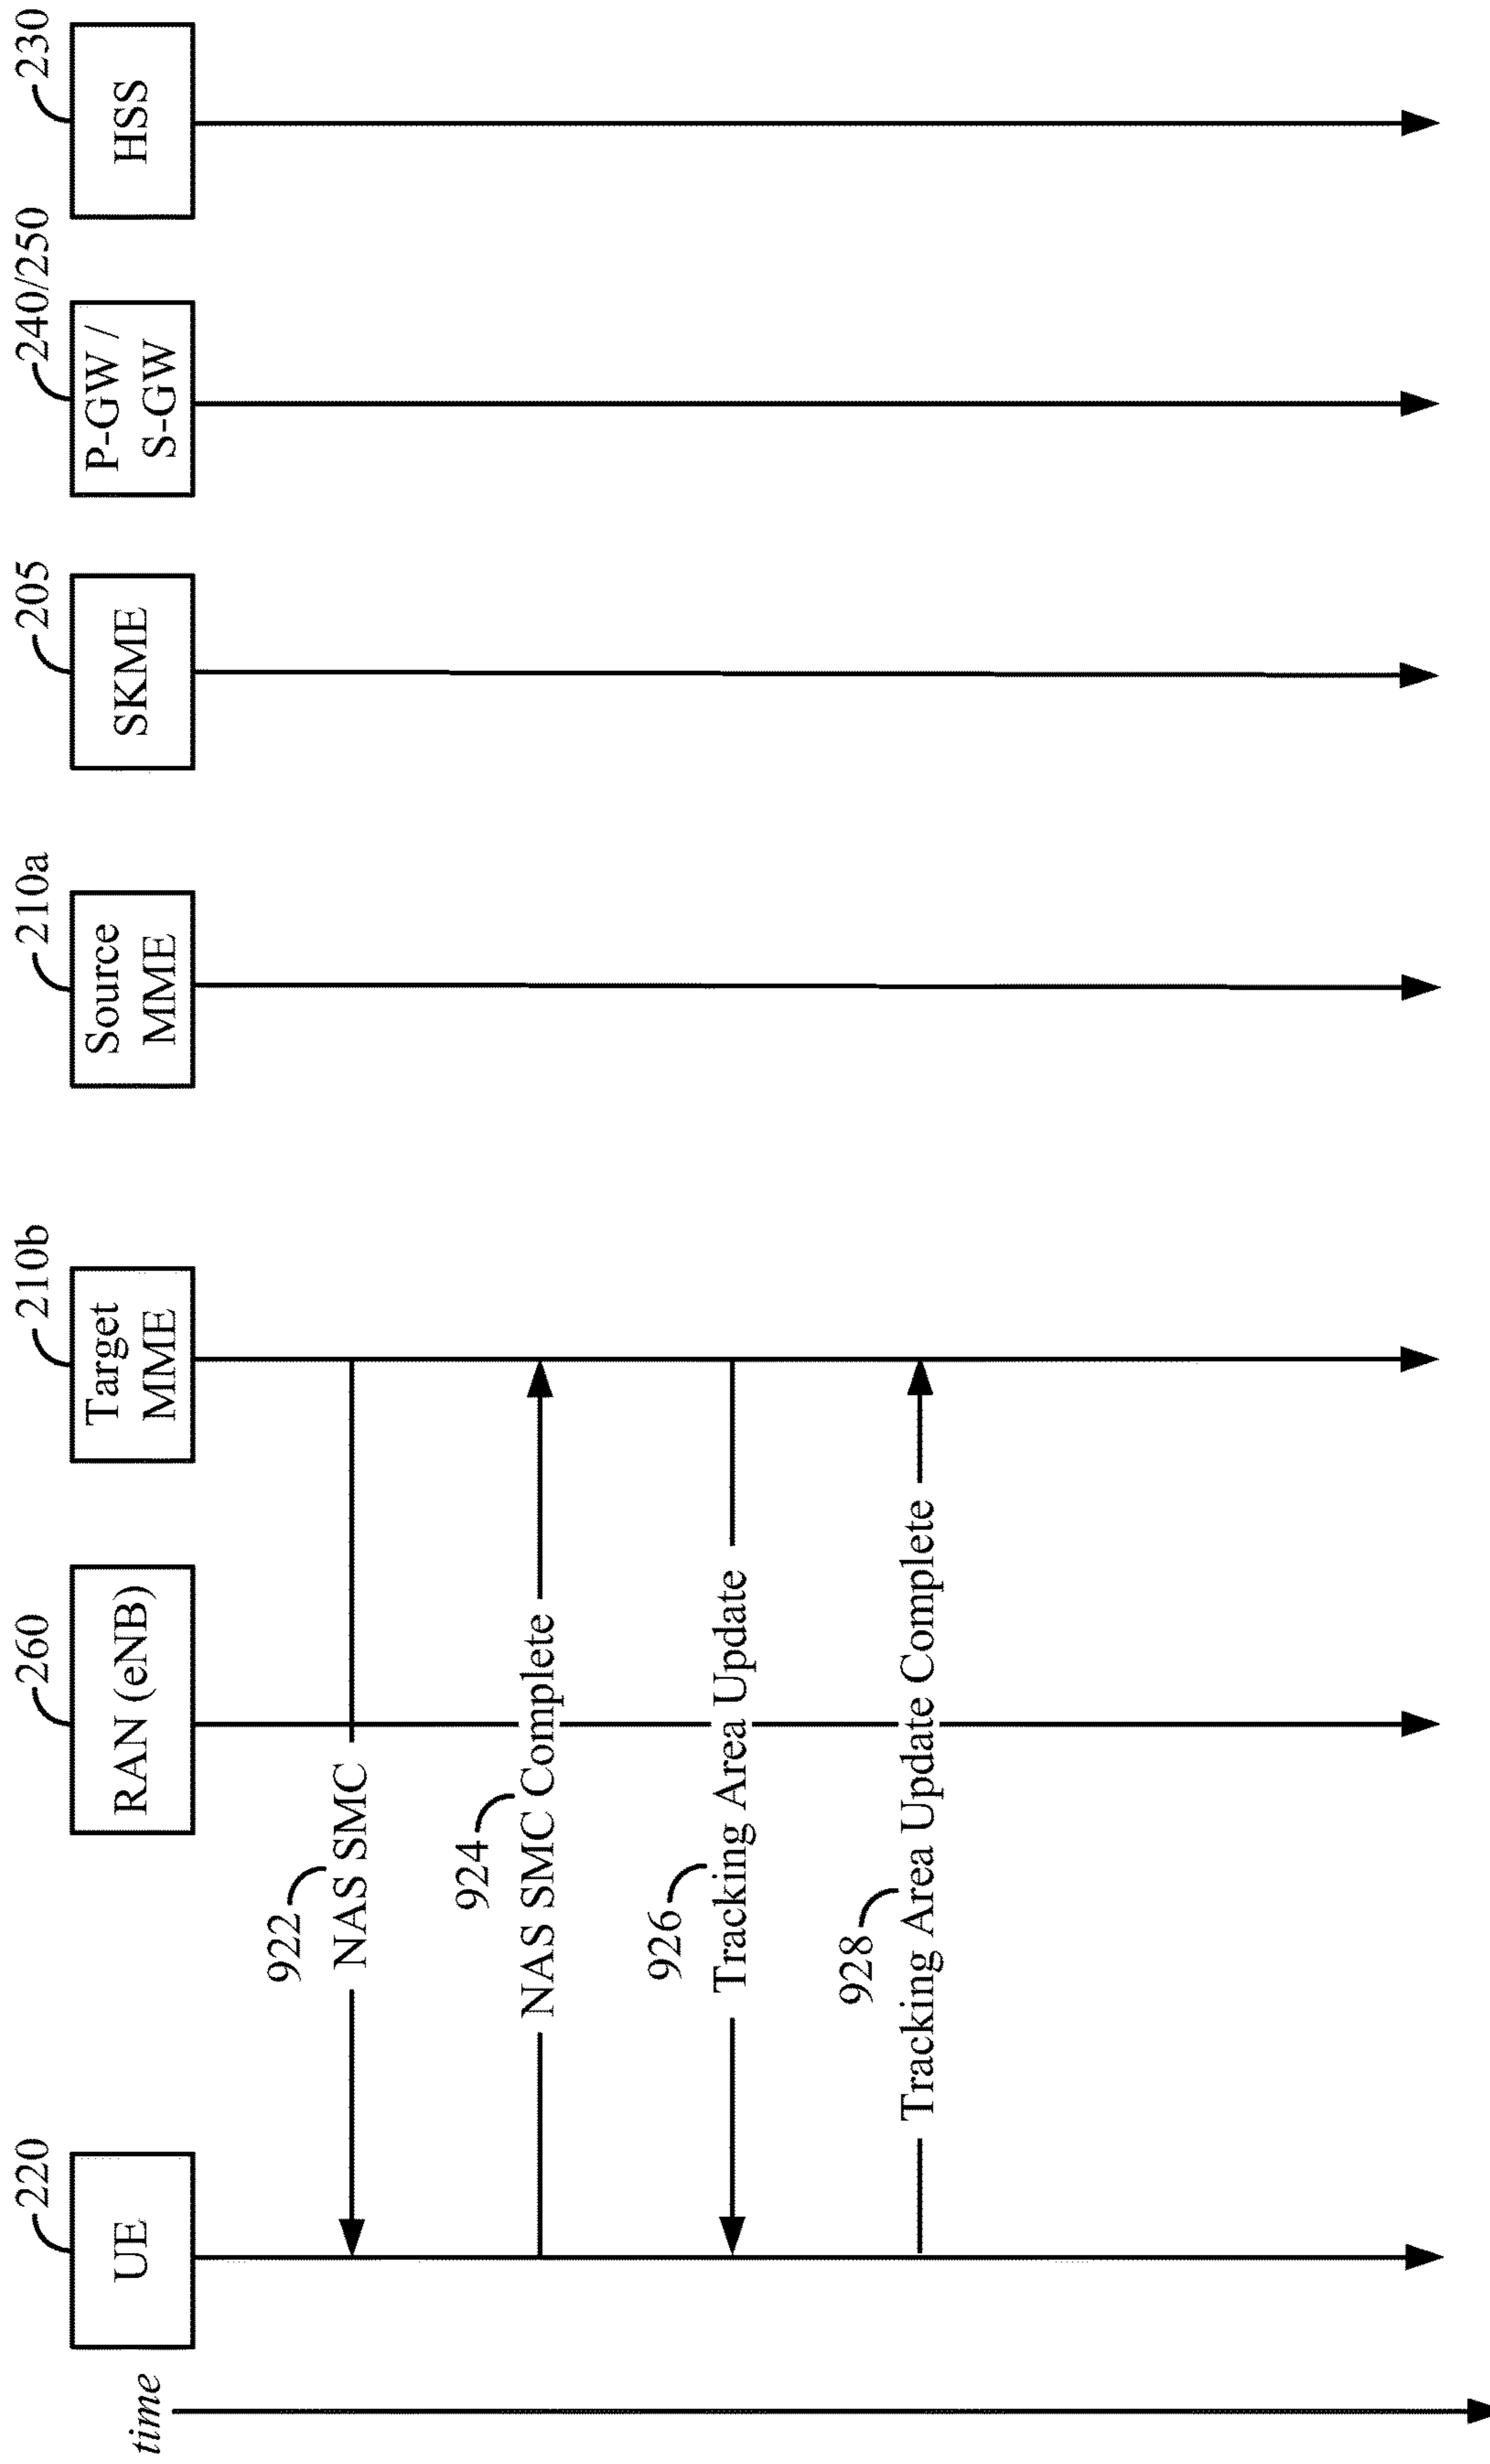 time
220
UE
260
RAN (eNB)
210b
Target
MME
210a
Source
MME
205
SKME
240/250
P-GW /
S-GW
230
HSS
922
NAS SMC
924
NAS SMC Complete
926
Tracking Area Update
928
Tracking Area Update Complete